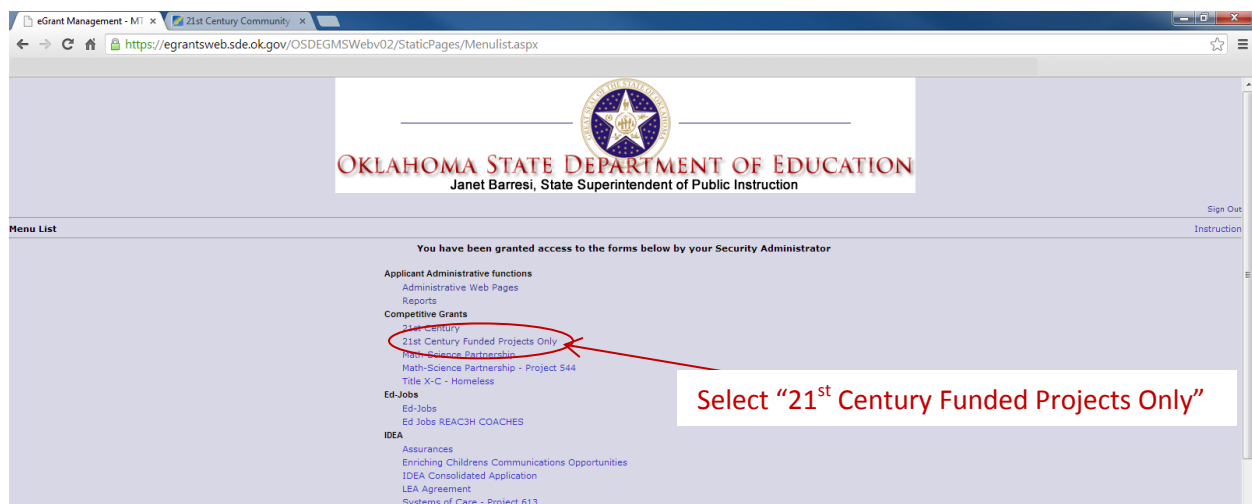 eGrant Management - MT
21st Century Community
https://egrantsweb.sde.ok.gov/OSDEGMSWebv02/StaticPages/Menulist.aspx
OKLAHOMA STATE DEPARTMENT OF EDUCATION
Janet Barresi, State Superintendent of Public Instruction
Sign Out
Menu List
Instruction
You have been granted access to the forms below by your Security Administrator
Applicant Administrative functions
Administrative Web Pages
Reports
Competitive Grants
21st Century
21st Century Funded Projects Only
Math-Science Partnership
Math-Science Partnership - Project 544
Title X-C - Homeless
Select “21st Century Funded Projects Only”
Ed-Jobs
Ed-Jobs
Ed Jobs REAC3H COACHES
IDEA
Assurances
Enriching Childrens Communications Opportunities
IDEA Consolidated Application
LEA Agreement
Systems of Care - Project 613